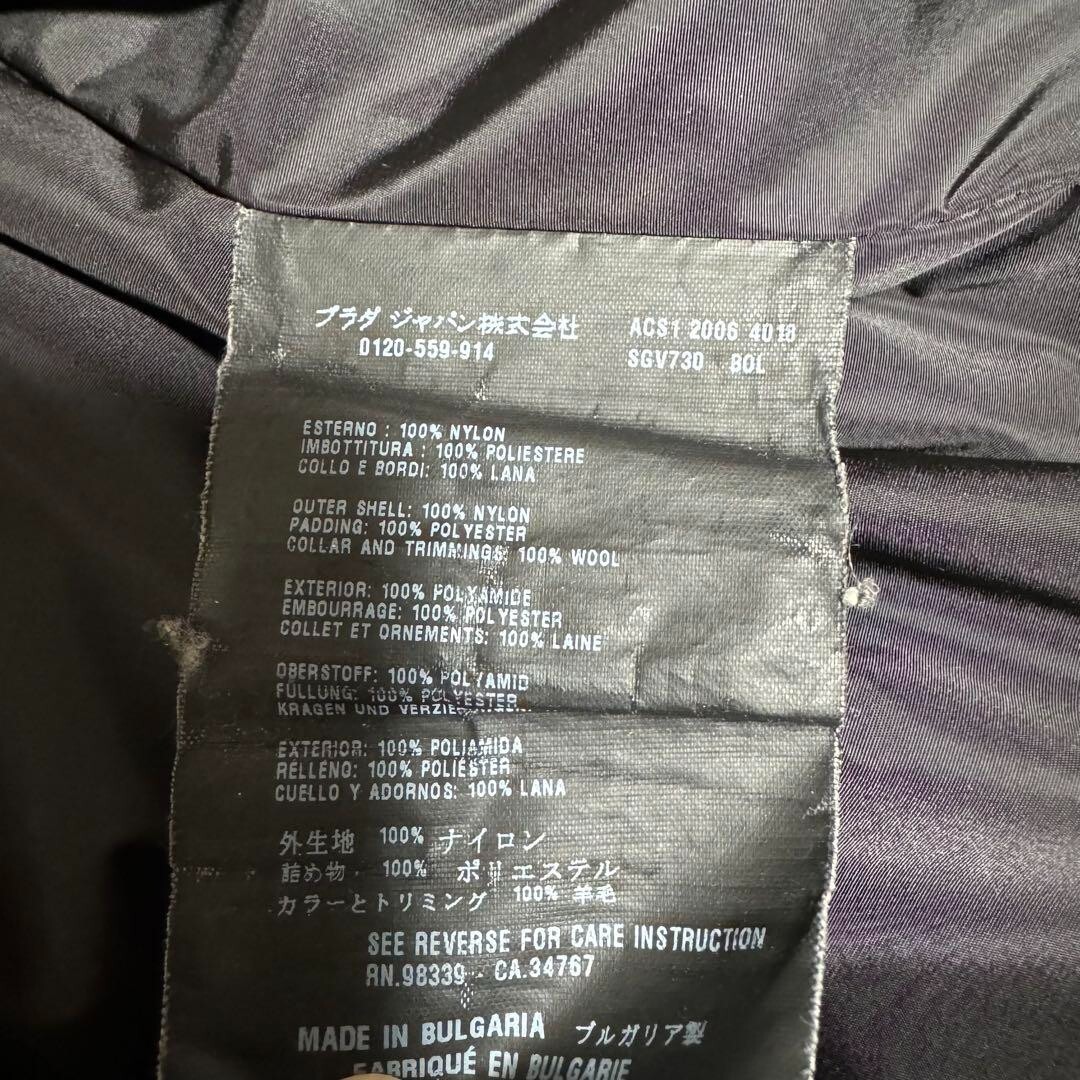 プラダ ジャパン株式会社 ACS1 2006 4018
0120-559-914 SGV730 BOL
ESTERNO : 100% NYLON
IMBOTTITURA : 100% POLIESTERE
COLLO E BORDI: 100% LANA
OUTER SHELL: 100% NYLON
PADDING: 100% POLYESTER
COLLAR AND TRIMMINGS: 100% WOOL
EXTERIOR: 100% POLYAMIDE
EMBOURRAGE: 100% POLYESTER
COLLET ET ORNEMENTS: 100% LAINE
OBERSTOFF: 100% POLYAMID
FÜLLUNG: 100% POLYESTER
KRAGEN UND
EXTERIOR: 100% POLIAMIDA
RELLENO: 100% POLIÉSTER
CUELLO Y ADORNOS: 100% LANA
外生地 100% ナイロン
詰め物 100% ポリエステル
カラーとトリミング 100% 羊毛
SEE REVERSE FOR CARE INSTRUCTION
RN.98339 - CA.34767
MADE IN BULGARIA ブルガリア製
FABRIQUÉ EN BULGARIE